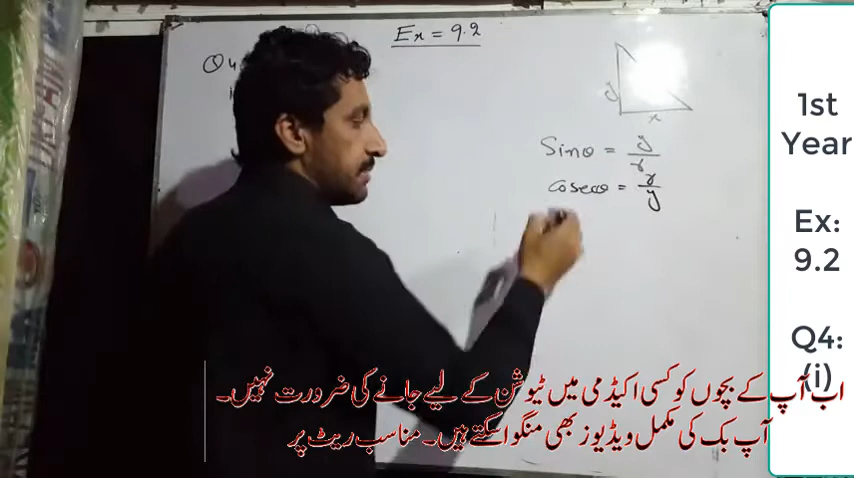 Ex = 9.2
Q4
y
x
Sinθ = y/r
Cosecθ = r/y
1st
Year
Ex:
9.2
Q4:
(i)
اب آپ کے بچوں کو کسی اکیڈمی میں ٹیوشن کے لیے جانے کی ضرورت نہیں۔
آپ بک کی مکمل ویڈیوز بھی منگوا سکتے ہیں۔ مناسب ریٹ پر